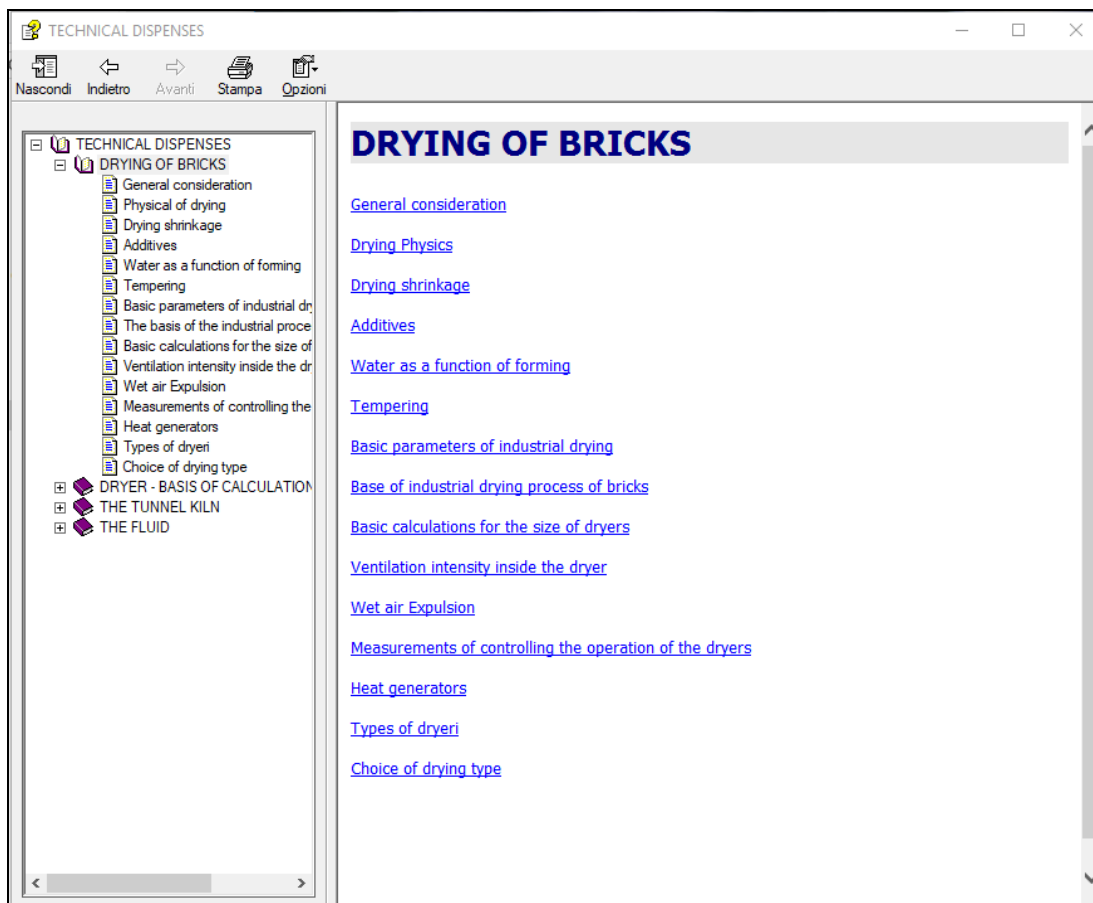 TECHNICAL DISPENSES
Nascondi Indietro Avanti Stampa Opzioni
TECHNICAL DISPENSES
DRYING OF BRICKS
General consideration
Physical of drying
Drying shrinkage
Additives
Water as a function of forming
Tempering
Basic parameters of industrial dr
The basis of the industrial proce
Basic calculations for the size of
Ventilation intensity inside the dr
Wet air Expulsion
Measurements of controlling the
Heat generators
Types of dryeri
Choice of drying type
DRYER - BASIS OF CALCULATION
THE TUNNEL KILN
THE FLUID
DRYING OF BRICKS
General consideration
Drying Physics
Drying shrinkage
Additives
Water as a function of forming
Tempering
Basic parameters of industrial drying
Base of industrial drying process of bricks
Basic calculations for the size of dryers
Ventilation intensity inside the dryer
Wet air Expulsion
Measurements of controlling the operation of the dryers
Heat generators
Types of dryeri
Choice of drying type